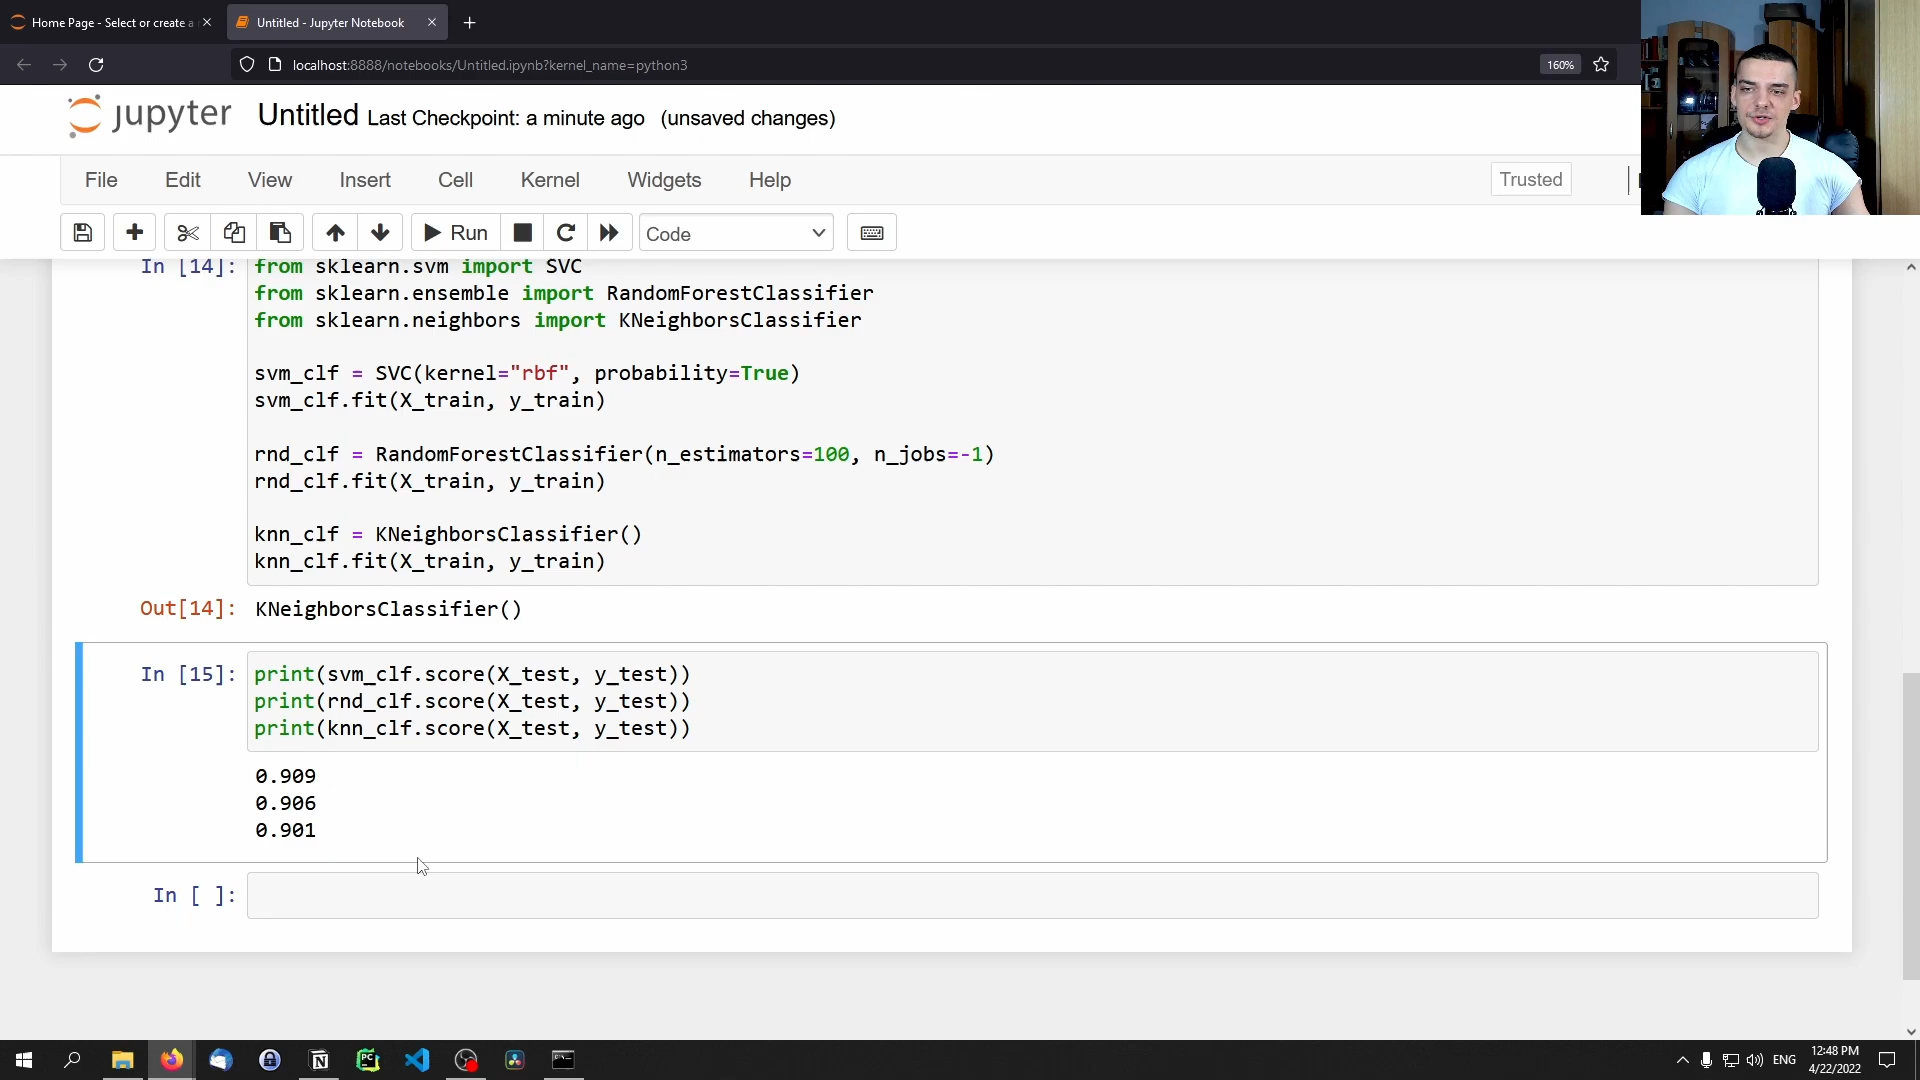 Home Page - Select or create a
Untitled - Jupyter Notebook
localhost:8888/notebooks/Untitled.ipynb?kernel_name=python3
160%
jupyter Untitled Last Checkpoint: a minute ago (unsaved changes)
File Edit View Insert Cell Kernel Widgets Help
Trusted
Run
Code
In [14]: from sklearn.svm import SVC
from sklearn.ensemble import RandomForestClassifier
from sklearn.neighbors import KNeighborsClassifier
svm_clf = SVC(kernel="rbf", probability=True)
svm_clf.fit(X_train, y_train)
rnd_clf = RandomForestClassifier(n_estimators=100, n_jobs=-1)
rnd_clf.fit(X_train, y_train)
knn_clf = KNeighborsClassifier()
knn_clf.fit(X_train, y_train)
Out[14]: KNeighborsClassifier()
In [15]: print(svm_clf.score(X_test, y_test))
print(rnd_clf.score(X_test, y_test))
print(knn_clf.score(X_test, y_test))
0.909
0.906
0.901
In [ ]:
ENG
12:48 PM
4/22/2022